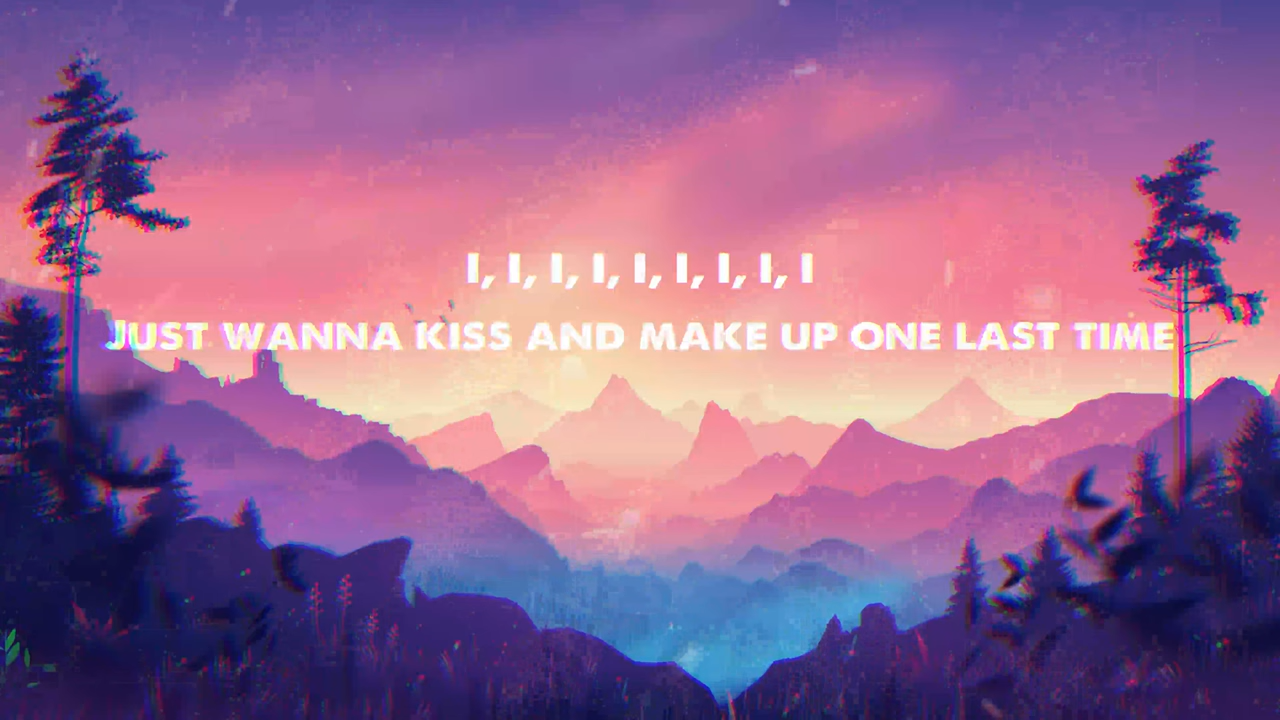 I, I, I, I, I, I, I, I, I
JUST WANNA KISS AND MAKE UP ONE LAST TIME